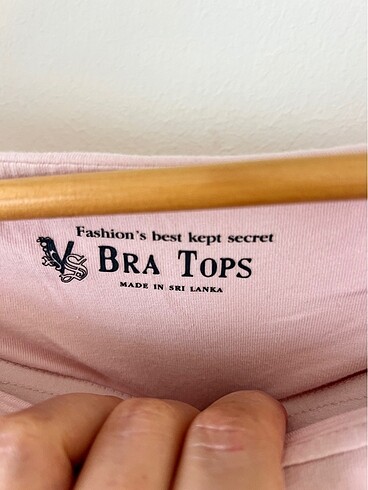 Fashion's best kept secret
VS BRA TOPS
MADE IN SRI LANKA